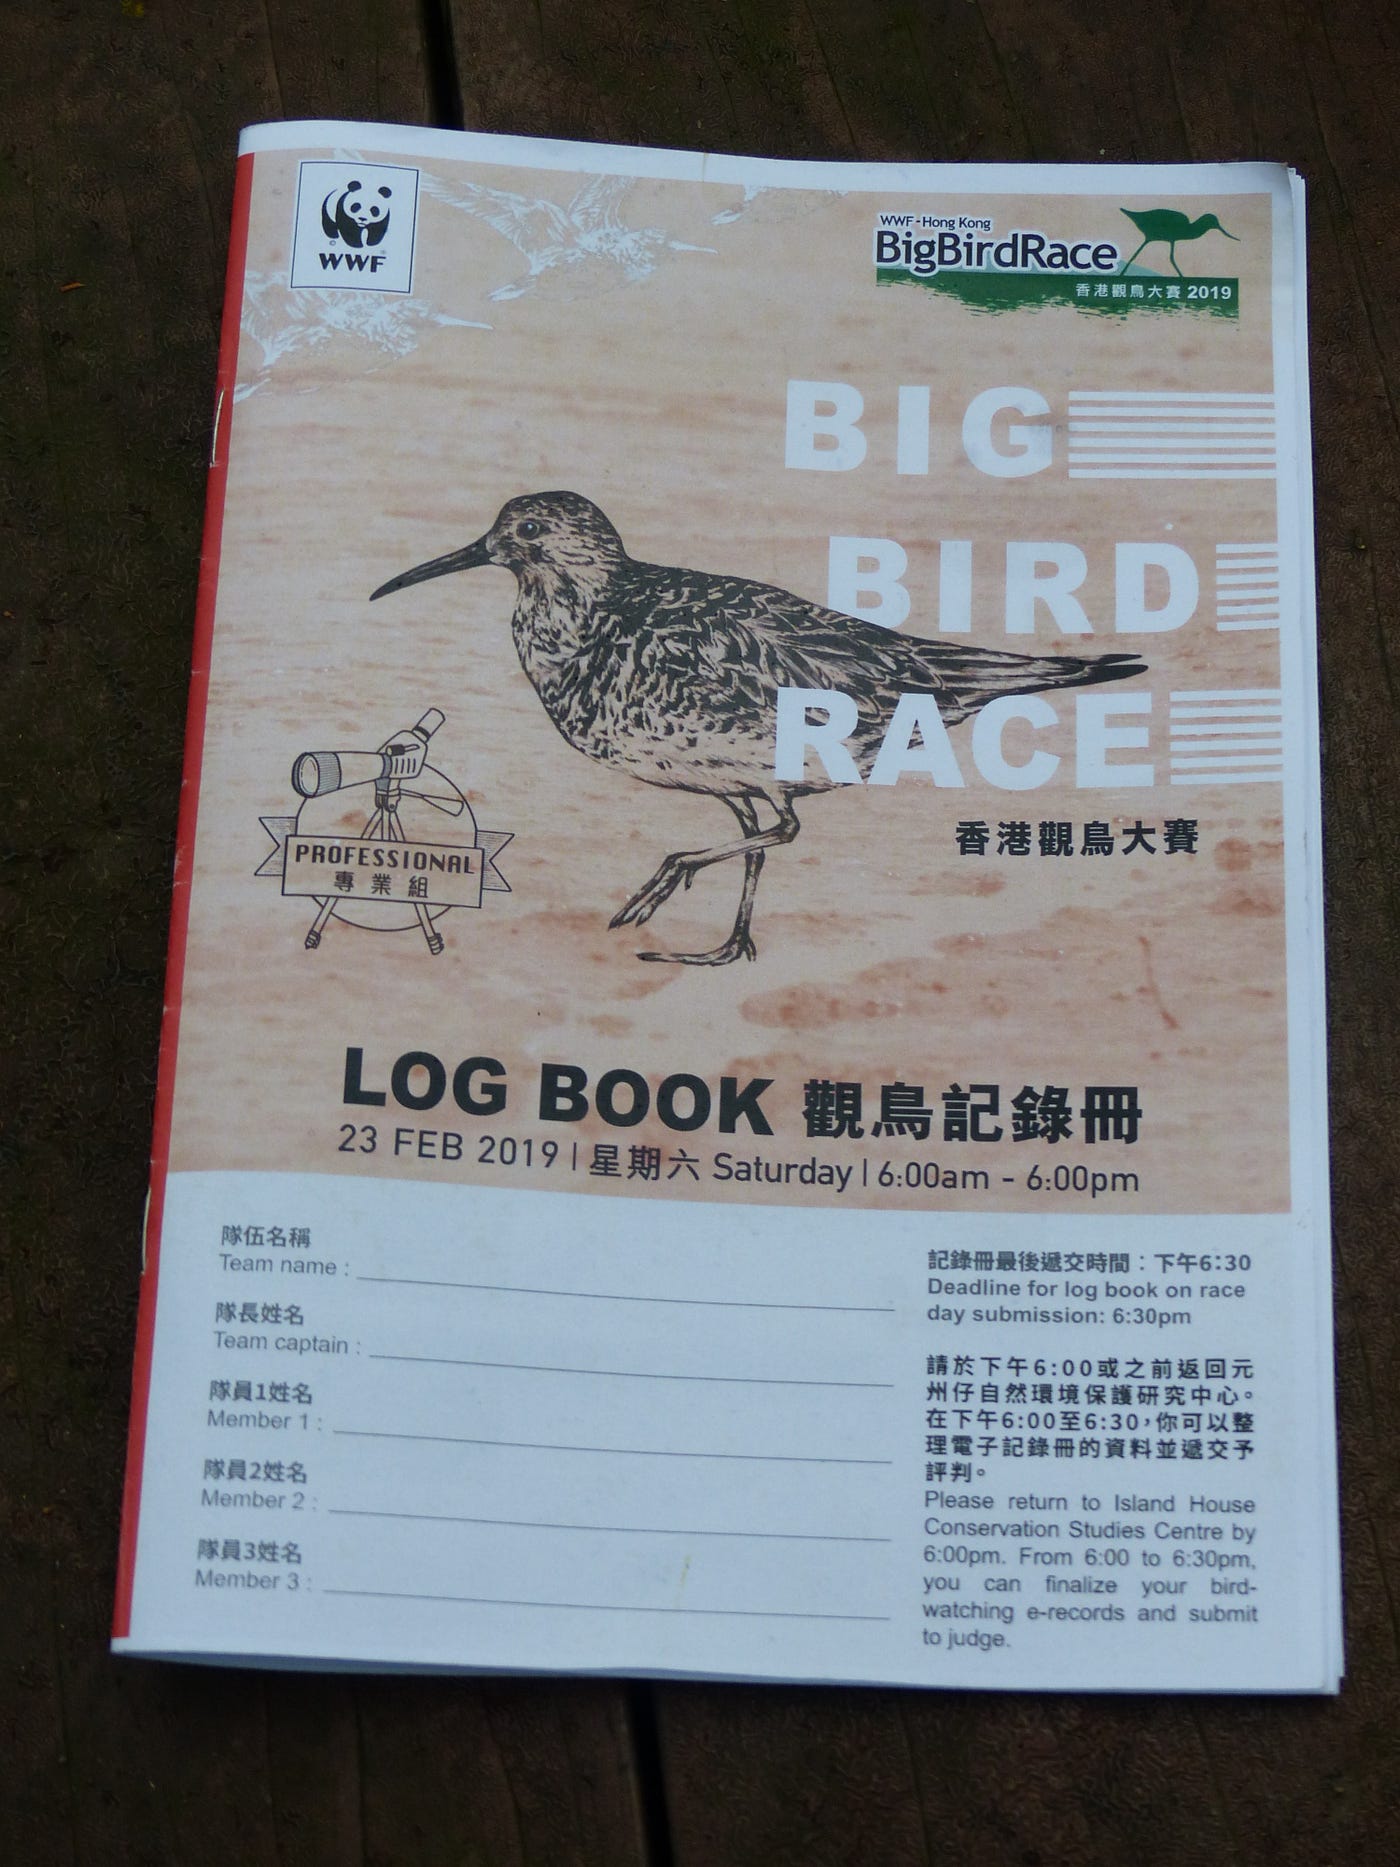 WWF
WWF-Hong Kong
BigBirdRace
香港觀鳥大賽 2019
BIG
BIRD
RACE
香港觀鳥大賽
PROFESSIONAL
專業組
LOG BOOK 觀鳥記錄冊
23 FEB 2019 | 星期六 Saturday | 6:00am - 6:00pm
隊伍名稱
Team name :
隊長姓名
Team captain :
隊員1姓名
Member 1 :
隊員2姓名
Member 2 :
隊員3姓名
Member 3 :
記錄冊最後遞交時間：下午6:30
Deadline for log book on race
day submission: 6:30pm
請於下午6:00或之前返回元
州仔自然環境保護研究中心。
在下午6:00至6:30，你可以整
理電子記錄冊的資料並遞交予
評判。
Please return to Island House
Conservation Studies Centre by
6:00pm. From 6:00 to 6:30pm,
you can finalize your bird-
watching e-records and submit
to judge.